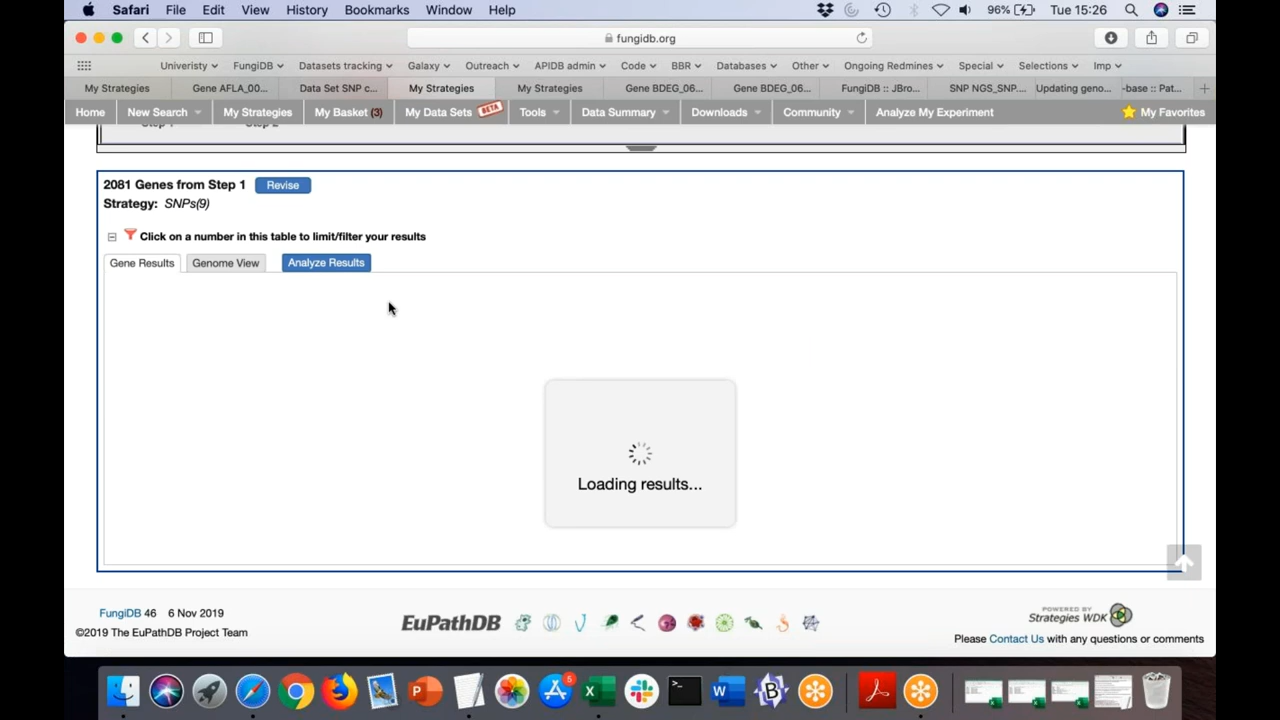 Safari File Edit View History Bookmarks Window Help 96% Tue 15:26
fungidb.org
Univeristy FungiDB Datasets tracking Galaxy Outreach APIDB admin Code BBR Databases Other Ongoing Redmines Special Selections Imp
My Strategies Gene AFLA_00... Data Set SNP c... My Strategies My Strategies Gene BDEG_06... Gene BDEG_06... FungiDB :: JBro... SNP NGS_SNP.... Updating geno... -base :: Pat...
Home New Search My Strategies My Basket (3) My Data Sets BETA Tools Data Summary Downloads Community Analyze My Experiment My Favorites
2081 Genes from Step 1 Revise
Strategy: SNPs(9)
Click on a number in this table to limit/filter your results
Gene Results Genome View Analyze Results
Loading results...
FungiDB 46 6 Nov 2019
©2019 The EuPathDB Project Team
EuPathDB
POWERED BY
Strategies WDK
Please Contact Us with any questions or comments
5